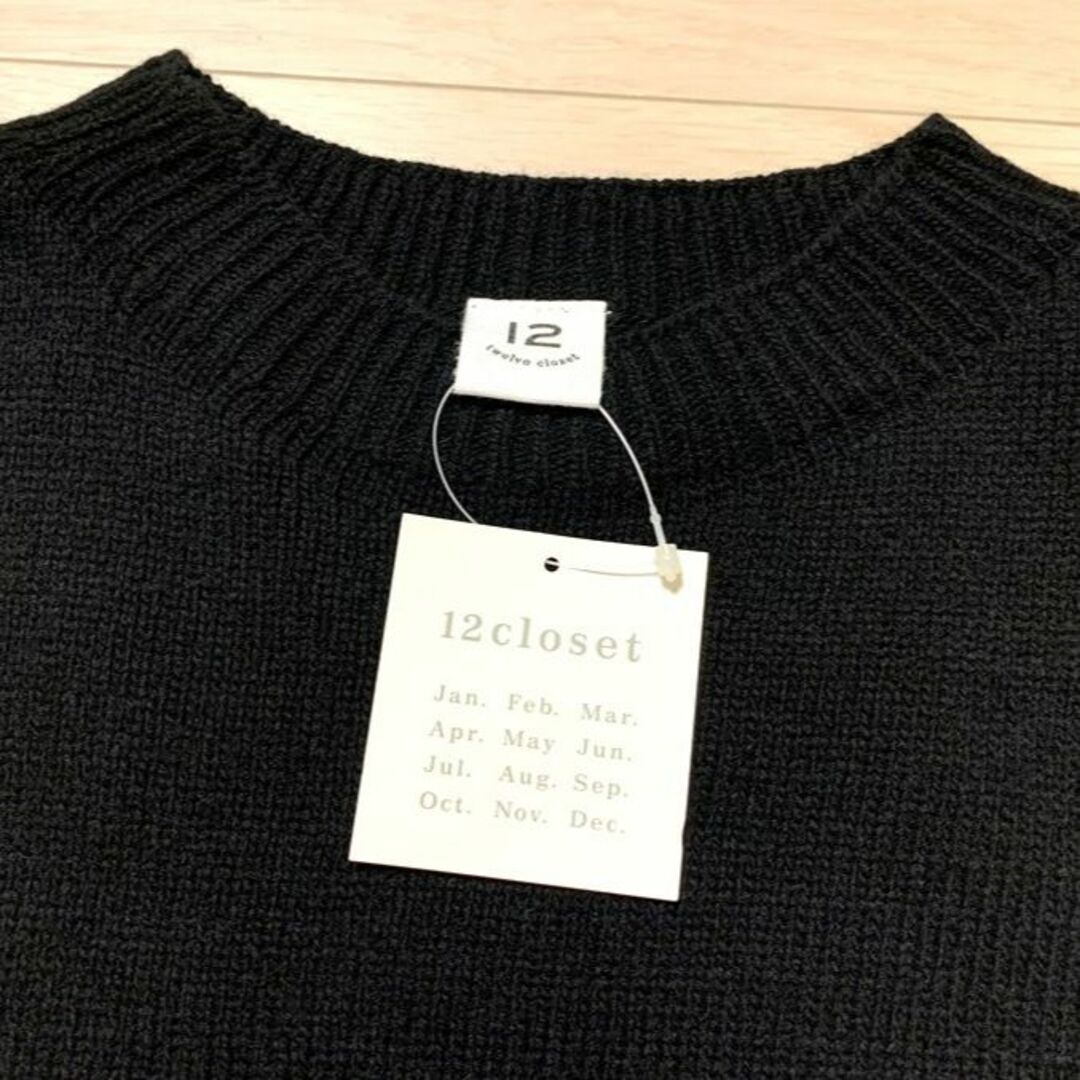 12
twelve closet
12closet
Jan. Feb. Mar.
Apr. May Jun.
Jul. Aug. Sep.
Oct. Nov. Dec.